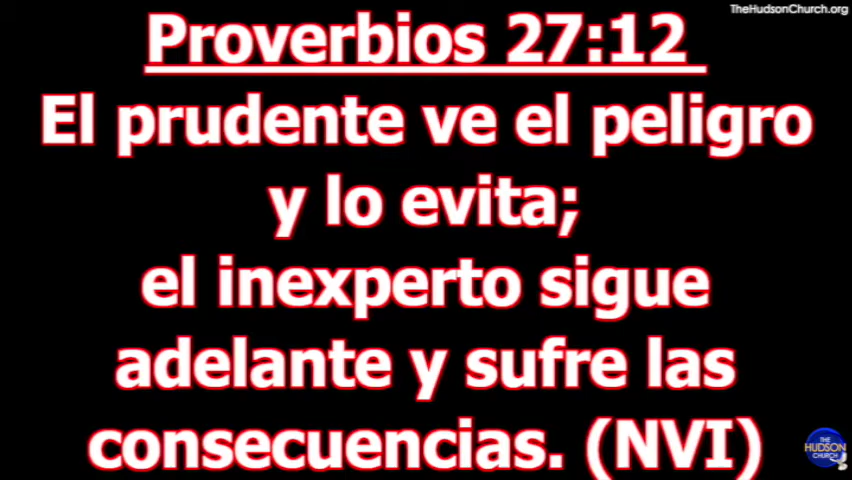 TheHudsonChurch.org
Proverbios 27:12
El prudente ve el peligro
y lo evita;
el inexperto sigue
adelante y sufre las
consecuencias. (NVI)
THE
HUDSON
CHURCH